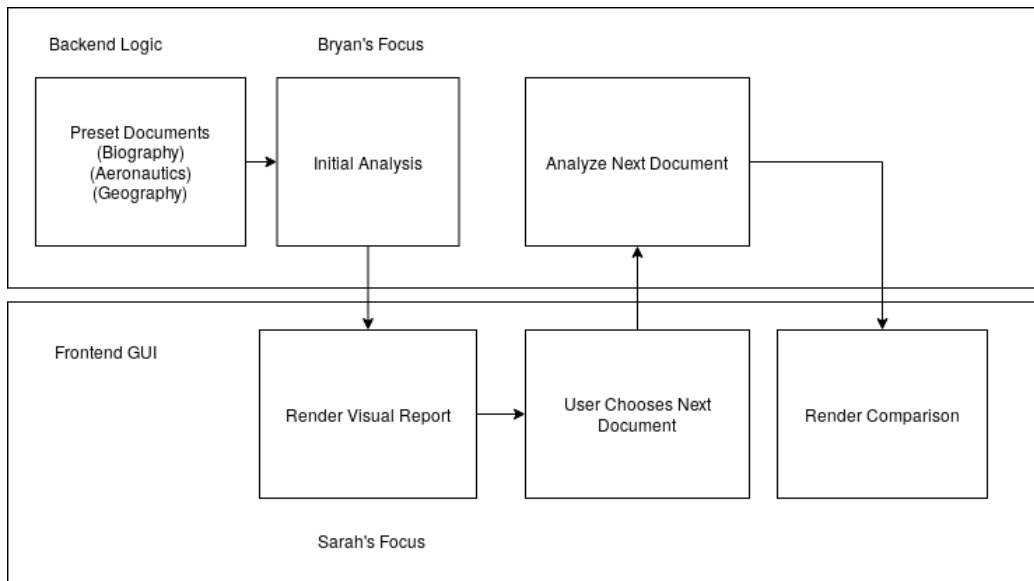 Backend Logic
Bryan's Focus
Preset Documents
(Biography)
(Aeronautics)
(Geography)
Initial Analysis
Analyze Next Document
Frontend GUI
Render Visual Report
User Chooses Next
Document
Render Comparison
Sarah's Focus